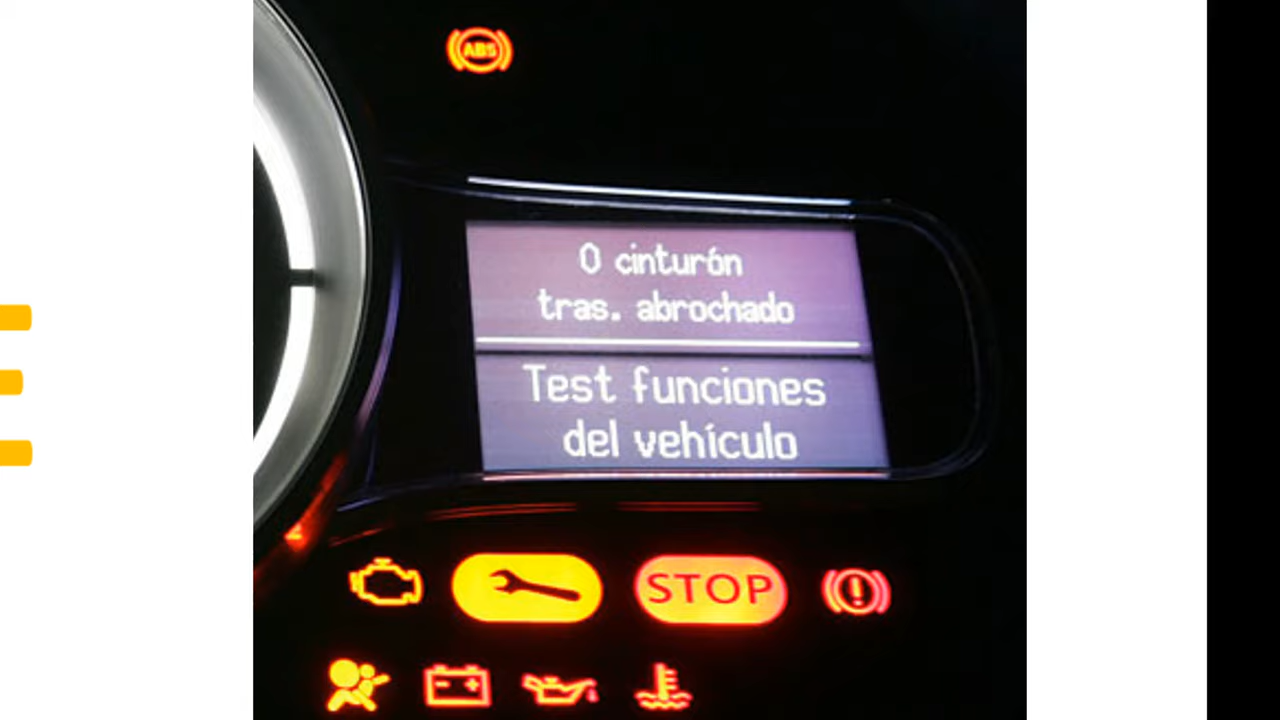 ABS
0 cinturón
tras. abrochado
Test funciones
del vehículo
STOP